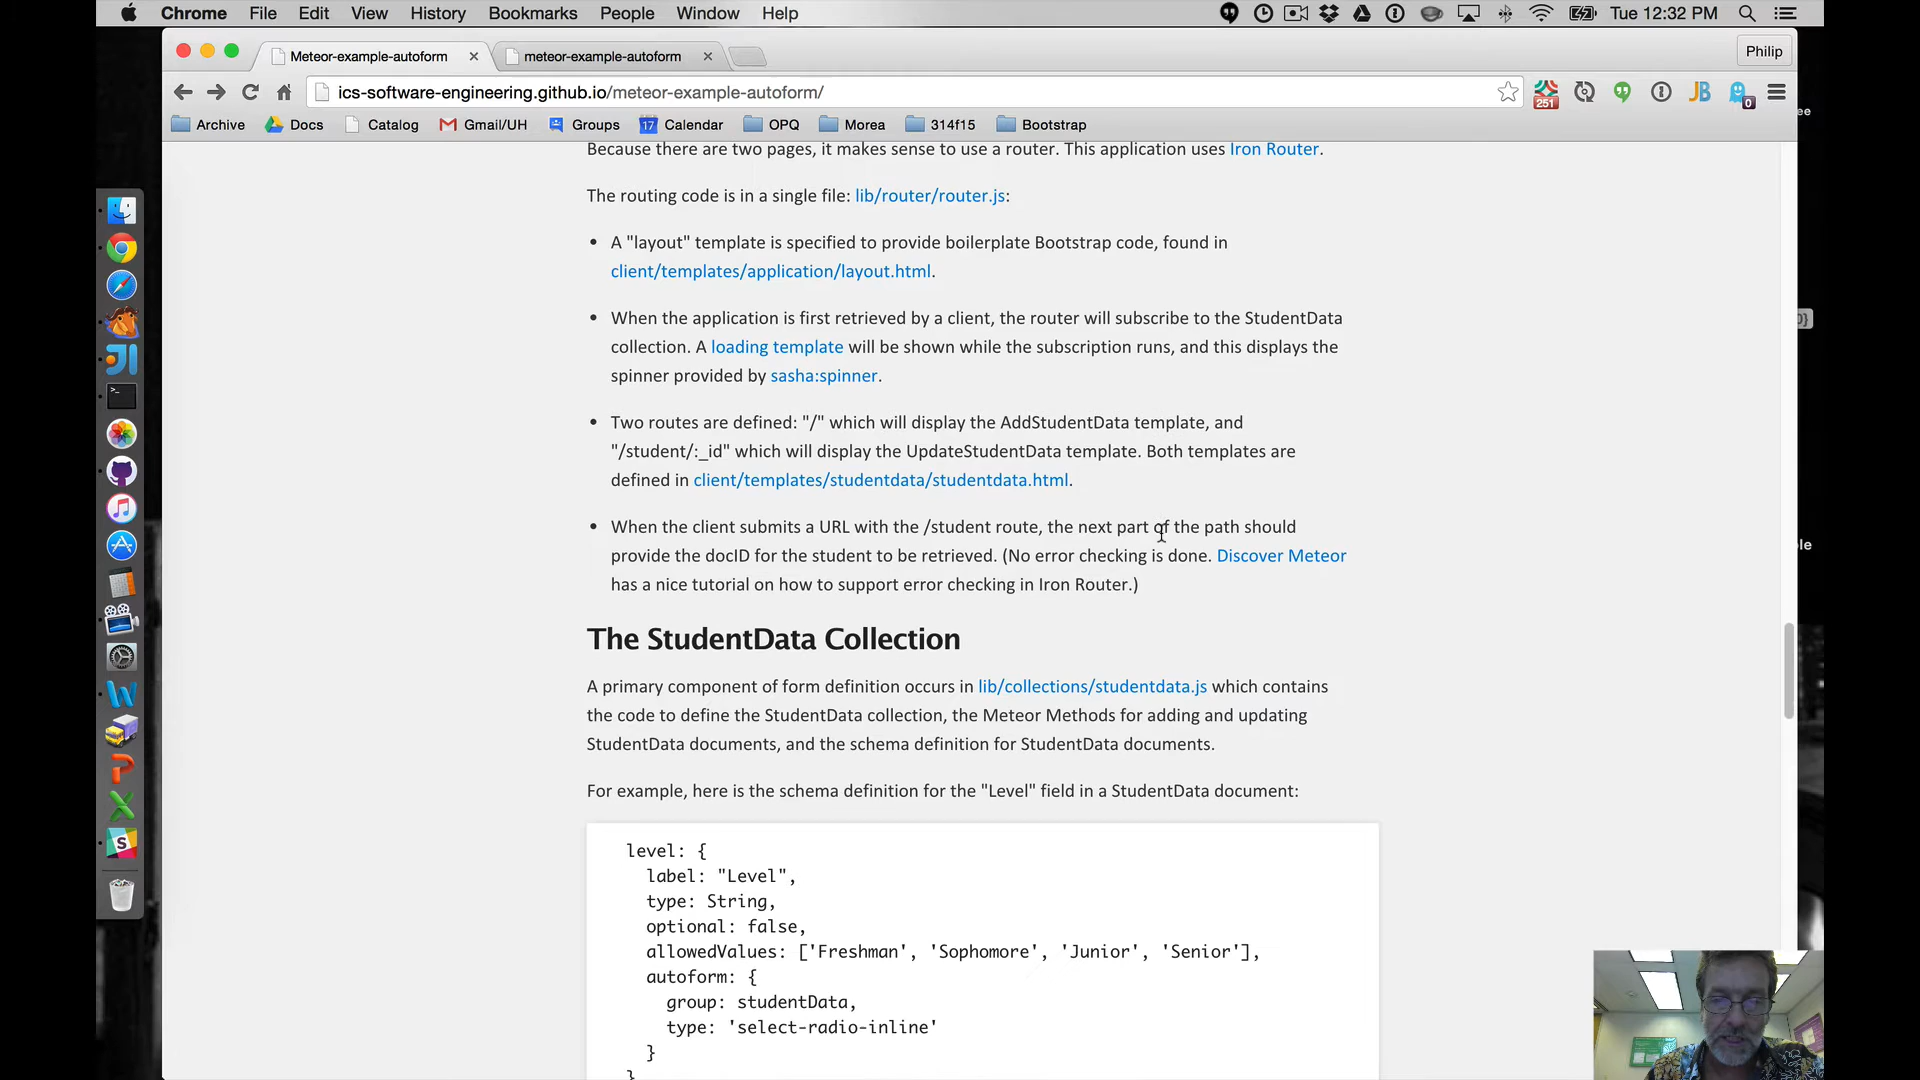 Chrome File Edit View History Bookmarks People Window Help Tue 12:32 PM
Meteor-example-autoform meteor-example-autoform Philip
ics-software-engineering.github.io/meteor-example-autoform/ 251 JB 0
Archive Docs Catalog Gmail/UH Groups 17 Calendar OPQ Morea 314f15 Bootstrap
Because there are two pages, it makes sense to use a router. This application uses Iron Router.
The routing code is in a single file: lib/router/router.js:
• A "layout" template is specified to provide boilerplate Bootstrap code, found in
client/templates/application/layout.html.
• When the application is first retrieved by a client, the router will subscribe to the StudentData
collection. A loading template will be shown while the subscription runs, and this displays the
spinner provided by sasha:spinner.
• Two routes are defined: "/" which will display the AddStudentData template, and
"/student/:_id" which will display the UpdateStudentData template. Both templates are
defined in client/templates/studentdata/studentdata.html.
• When the client submits a URL with the /student route, the next part of the path should
provide the docID for the student to be retrieved. (No error checking is done. Discover Meteor
has a nice tutorial on how to support error checking in Iron Router.)
The StudentData Collection
A primary component of form definition occurs in lib/collections/studentdata.js which contains
the code to define the StudentData collection, the Meteor Methods for adding and updating
StudentData documents, and the schema definition for StudentData documents.
For example, here is the schema definition for the "Level" field in a StudentData document:
level: {
label: "Level",
type: String,
optional: false,
allowedValues: ['Freshman', 'Sophomore', 'Junior', 'Senior'],
autoform: {
group: studentData,
type: 'select-radio-inline'
}
}